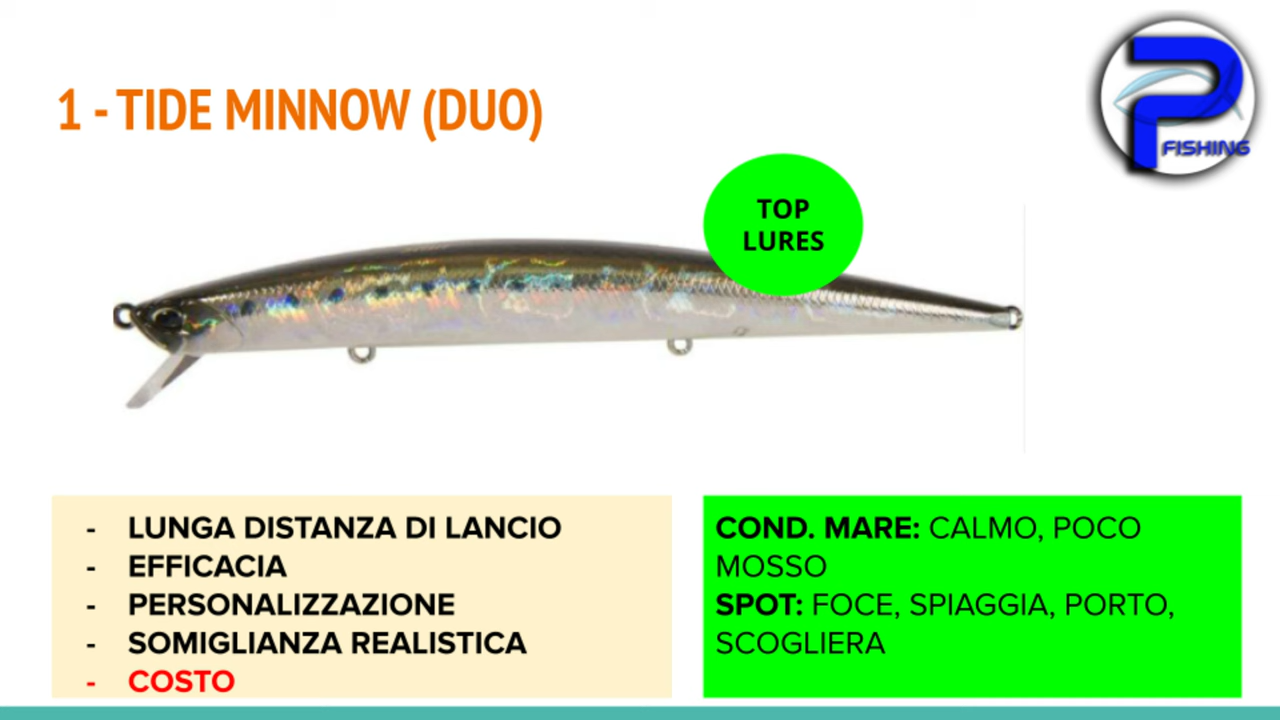 1 - TIDE MINNOW (DUO)
P
FISHING
TOP
LURES
- LUNGA DISTANZA DI LANCIO
- EFFICACIA
- PERSONALIZZAZIONE
- SOMIGLIANZA REALISTICA
- COSTO
COND. MARE: CALMO, POCO
MOSSO
SPOT: FOCE, SPIAGGIA, PORTO,
SCOGLIERA